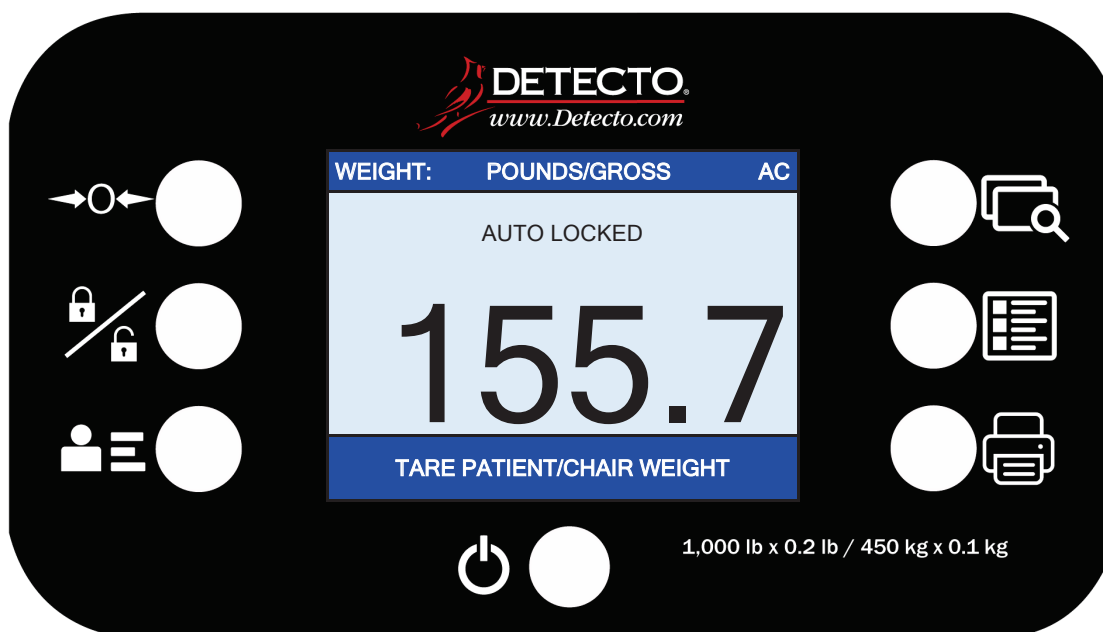 DETECTO®
www.Detecto.com
WEIGHT: POUNDS/GROSS AC
AUTO LOCKED
155.7
TARE PATIENT/CHAIR WEIGHT
1,000 lb x 0.2 lb / 450 kg x 0.1 kg